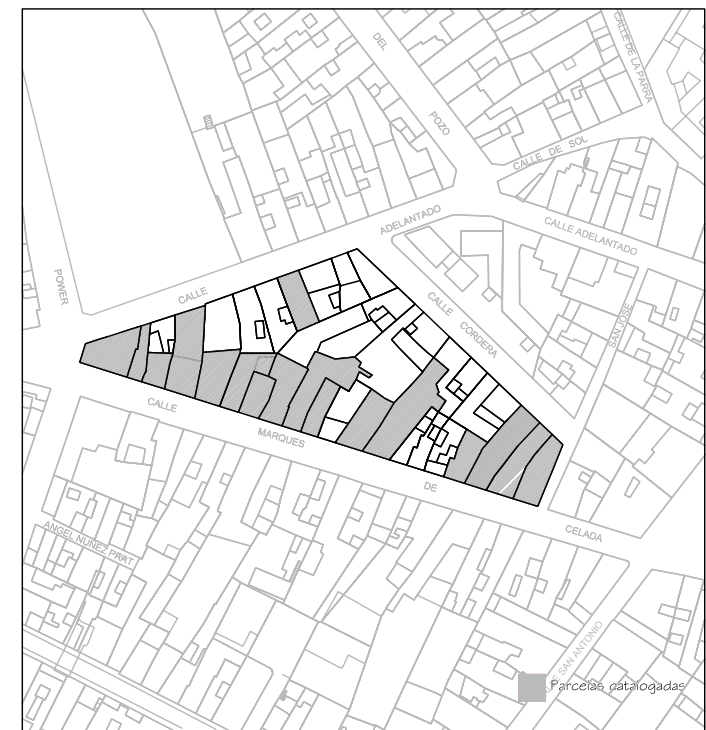 CALLE DE LA PARRA
DEL
POZO
CALLE DE SOL
ADELANTADO
CALLE ADELANTADO
POWER
CALLE
CALLE CORDERA
SAN JOSE
CALLE
MARQUES
DE
CELADA
ANGEL NUÑEZ PRAT
SAN ANTONIO
Parcelas catalogadas